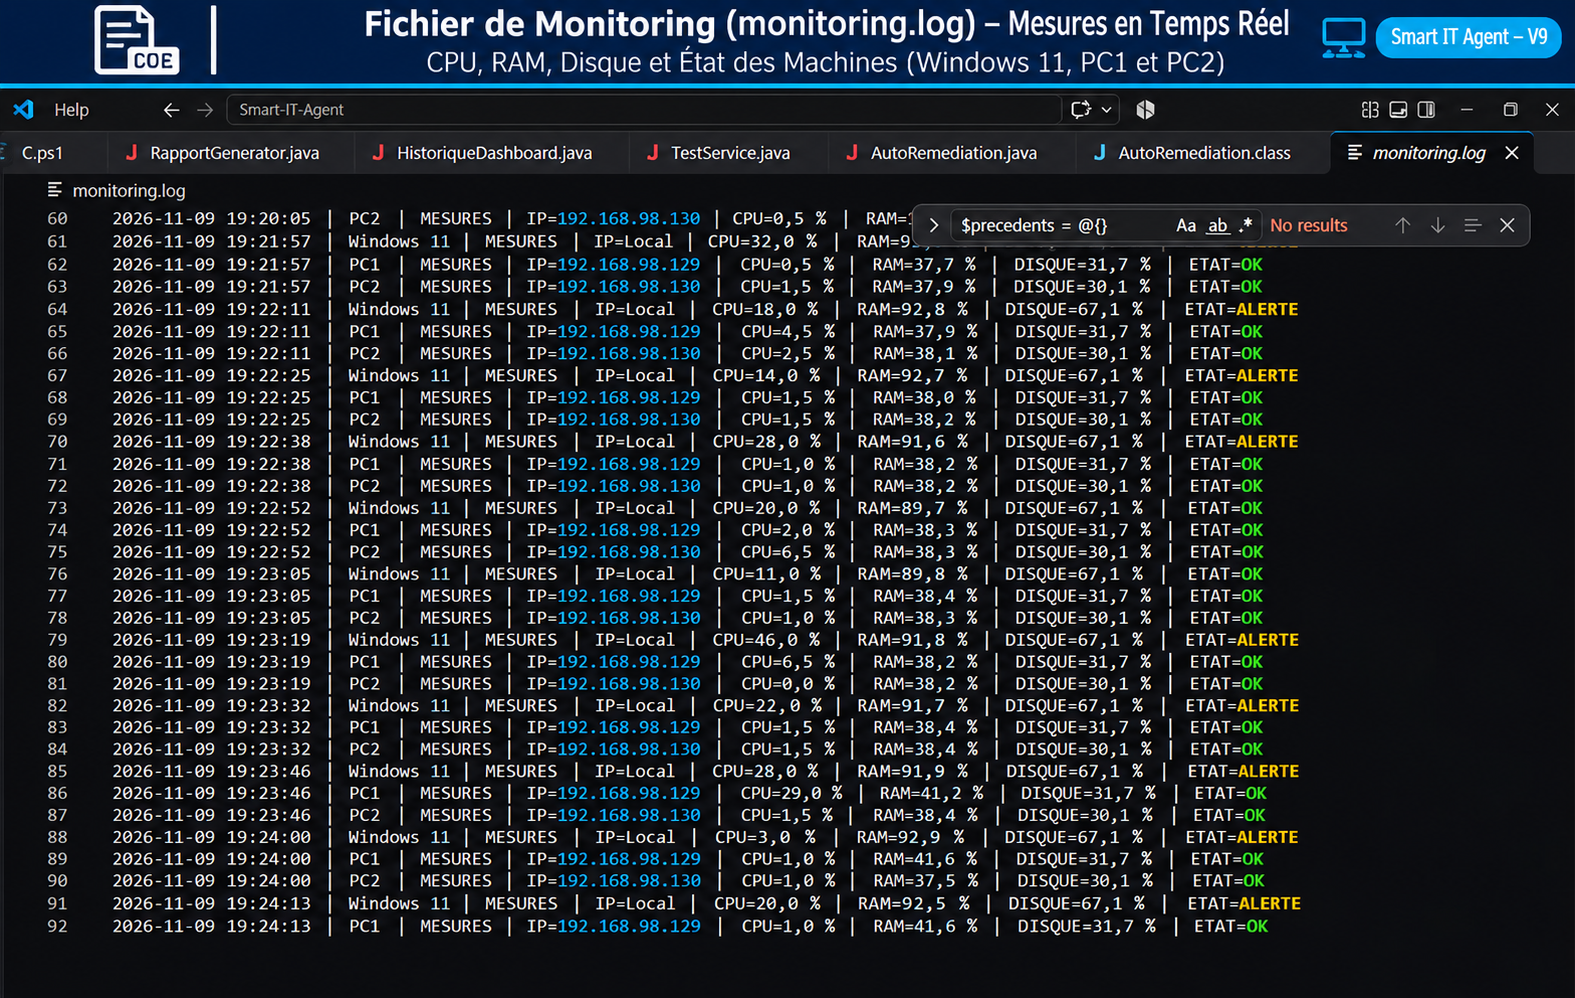 COE
Fichier de Monitoring (monitoring.log) – Mesures en Temps Réel
CPU, RAM, Disque et État des Machines (Windows 11, PC1 et PC2)
Smart IT Agent – V9
Help
Smart-IT-Agent
C.ps1
RapportGenerator.java
HistoriqueDashboard.java
TestService.java
AutoRemediation.java
AutoRemediation.class
monitoring.log
monitoring.log
$precedents = @{}
Aa ab .* No results
60 2026-11-09 19:20:05 | PC2 | MESURES | IP=192.168.98.130 | CPU=0,5 % | RAM=
61 2026-11-09 19:21:57 | Windows 11 | MESURES | IP=Local | CPU=32,0 % | RAM=
62 2026-11-09 19:21:57 | PC1 | MESURES | IP=192.168.98.129 | CPU=0,5 % | RAM=37,7 % | DISQUE=31,7 % | ETAT=OK
63 2026-11-09 19:21:57 | PC2 | MESURES | IP=192.168.98.130 | CPU=1,5 % | RAM=37,9 % | DISQUE=30,1 % | ETAT=OK
64 2026-11-09 19:22:11 | Windows 11 | MESURES | IP=Local | CPU=18,0 % | RAM=92,8 % | DISQUE=67,1 % | ETAT=ALERTE
65 2026-11-09 19:22:11 | PC1 | MESURES | IP=192.168.98.129 | CPU=4,5 % | RAM=37,9 % | DISQUE=31,7 % | ETAT=OK
66 2026-11-09 19:22:11 | PC2 | MESURES | IP=192.168.98.130 | CPU=2,5 % | RAM=38,1 % | DISQUE=30,1 % | ETAT=OK
67 2026-11-09 19:22:25 | Windows 11 | MESURES | IP=Local | CPU=14,0 % | RAM=92,7 % | DISQUE=67,1 % | ETAT=ALERTE
68 2026-11-09 19:22:25 | PC1 | MESURES | IP=192.168.98.129 | CPU=1,5 % | RAM=38,0 % | DISQUE=31,7 % | ETAT=OK
69 2026-11-09 19:22:25 | PC2 | MESURES | IP=192.168.98.130 | CPU=1,5 % | RAM=38,2 % | DISQUE=30,1 % | ETAT=OK
70 2026-11-09 19:22:38 | Windows 11 | MESURES | IP=Local | CPU=28,0 % | RAM=91,6 % | DISQUE=67,1 % | ETAT=ALERTE
71 2026-11-09 19:22:38 | PC1 | MESURES | IP=192.168.98.129 | CPU=1,0 % | RAM=38,2 % | DISQUE=31,7 % | ETAT=OK
72 2026-11-09 19:22:38 | PC2 | MESURES | IP=192.168.98.130 | CPU=1,0 % | RAM=38,2 % | DISQUE=30,1 % | ETAT=OK
73 2026-11-09 19:22:52 | Windows 11 | MESURES | IP=Local | CPU=20,0 % | RAM=89,7 % | DISQUE=67,1 % | ETAT=OK
74 2026-11-09 19:22:52 | PC1 | MESURES | IP=192.168.98.129 | CPU=2,0 % | RAM=38,3 % | DISQUE=31,7 % | ETAT=OK
75 2026-11-09 19:22:52 | PC2 | MESURES | IP=192.168.98.130 | CPU=6,5 % | RAM=38,3 % | DISQUE=30,1 % | ETAT=OK
76 2026-11-09 19:23:05 | Windows 11 | MESURES | IP=Local | CPU=11,0 % | RAM=89,8 % | DISQUE=67,1 % | ETAT=OK
77 2026-11-09 19:23:05 | PC1 | MESURES | IP=192.168.98.129 | CPU=1,5 % | RAM=38,4 % | DISQUE=31,7 % | ETAT=OK
78 2026-11-09 19:23:05 | PC2 | MESURES | IP=192.168.98.130 | CPU=1,0 % | RAM=38,3 % | DISQUE=30,1 % | ETAT=OK
79 2026-11-09 19:23:19 | Windows 11 | MESURES | IP=Local | CPU=46,0 % | RAM=91,8 % | DISQUE=67,1 % | ETAT=ALERTE
80 2026-11-09 19:23:19 | PC1 | MESURES | IP=192.168.98.129 | CPU=6,5 % | RAM=38,2 % | DISQUE=31,7 % | ETAT=OK
81 2026-11-09 19:23:19 | PC2 | MESURES | IP=192.168.98.130 | CPU=0,0 % | RAM=38,2 % | DISQUE=30,1 % | ETAT=OK
82 2026-11-09 19:23:32 | Windows 11 | MESURES | IP=Local | CPU=22,0 % | RAM=91,7 % | DISQUE=67,1 % | ETAT=ALERTE
83 2026-11-09 19:23:32 | PC1 | MESURES | IP=192.168.98.129 | CPU=1,5 % | RAM=38,4 % | DISQUE=31,7 % | ETAT=OK
84 2026-11-09 19:23:32 | PC2 | MESURES | IP=192.168.98.130 | CPU=1,5 % | RAM=38,4 % | DISQUE=30,1 % | ETAT=OK
85 2026-11-09 19:23:46 | Windows 11 | MESURES | IP=Local | CPU=28,0 % | RAM=91,9 % | DISQUE=67,1 % | ETAT=ALERTE
86 2026-11-09 19:23:46 | PC1 | MESURES | IP=192.168.98.129 | CPU=29,0 % | RAM=41,2 % | DISQUE=31,7 % | ETAT=OK
87 2026-11-09 19:23:46 | PC2 | MESURES | IP=192.168.98.130 | CPU=1,5 % | RAM=38,4 % | DISQUE=30,1 % | ETAT=OK
88 2026-11-09 19:24:00 | Windows 11 | MESURES | IP=Local | CPU=3,0 % | RAM=92,9 % | DISQUE=67,1 % | ETAT=ALERTE
89 2026-11-09 19:24:00 | PC1 | MESURES | IP=192.168.98.129 | CPU=1,0 % | RAM=41,6 % | DISQUE=31,7 % | ETAT=OK
90 2026-11-09 19:24:00 | PC2 | MESURES | IP=192.168.98.130 | CPU=1,0 % | RAM=37,5 % | DISQUE=30,1 % | ETAT=OK
91 2026-11-09 19:24:13 | Windows 11 | MESURES | IP=Local | CPU=20,0 % | RAM=92,5 % | DISQUE=67,1 % | ETAT=ALERTE
92 2026-11-09 19:24:13 | PC1 | MESURES | IP=192.168.98.129 | CPU=1,0 % | RAM=41,6 % | DISQUE=31,7 % | ETAT=OK